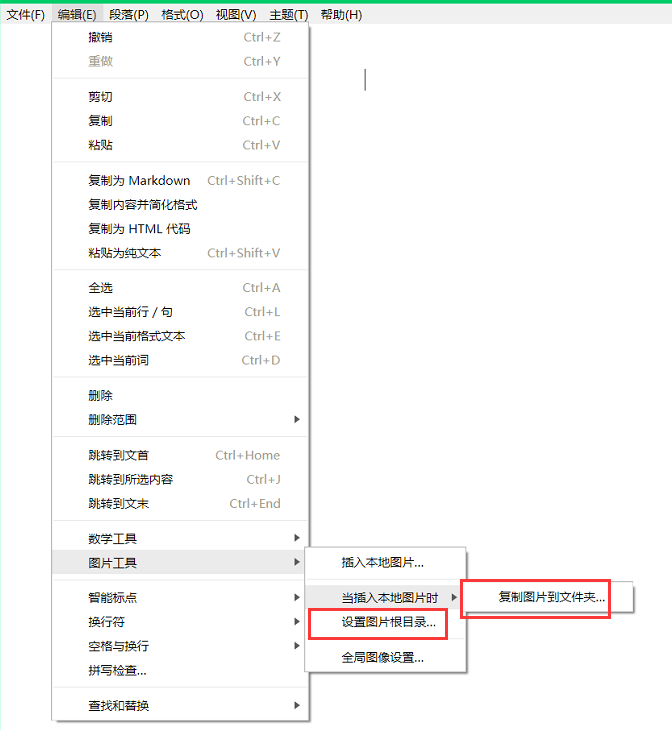 文件(F) 编辑(E) 段落(P) 格式(O) 视图(V) 主题(T) 帮助(H)
撤销 Ctrl+Z
重做 Ctrl+Y
剪切 Ctrl+X
复制 Ctrl+C
粘贴 Ctrl+V
复制为 Markdown Ctrl+Shift+C
复制内容并简化格式
复制为 HTML 代码
粘贴为纯文本 Ctrl+Shift+V
全选 Ctrl+A
选中当前行 / 句 Ctrl+L
选中当前格式文本 Ctrl+E
选中当前词 Ctrl+D
删除
删除范围
跳转到文首 Ctrl+Home
跳转到所选内容 Ctrl+J
跳转到文末 Ctrl+End
数学工具
图片工具
智能标点
换行符
空格与换行
拼写检查...
查找和替换
插入本地图片...
当插入本地图片时
设置图片根目录...
全局图像设置...
复制图片到文件夹...